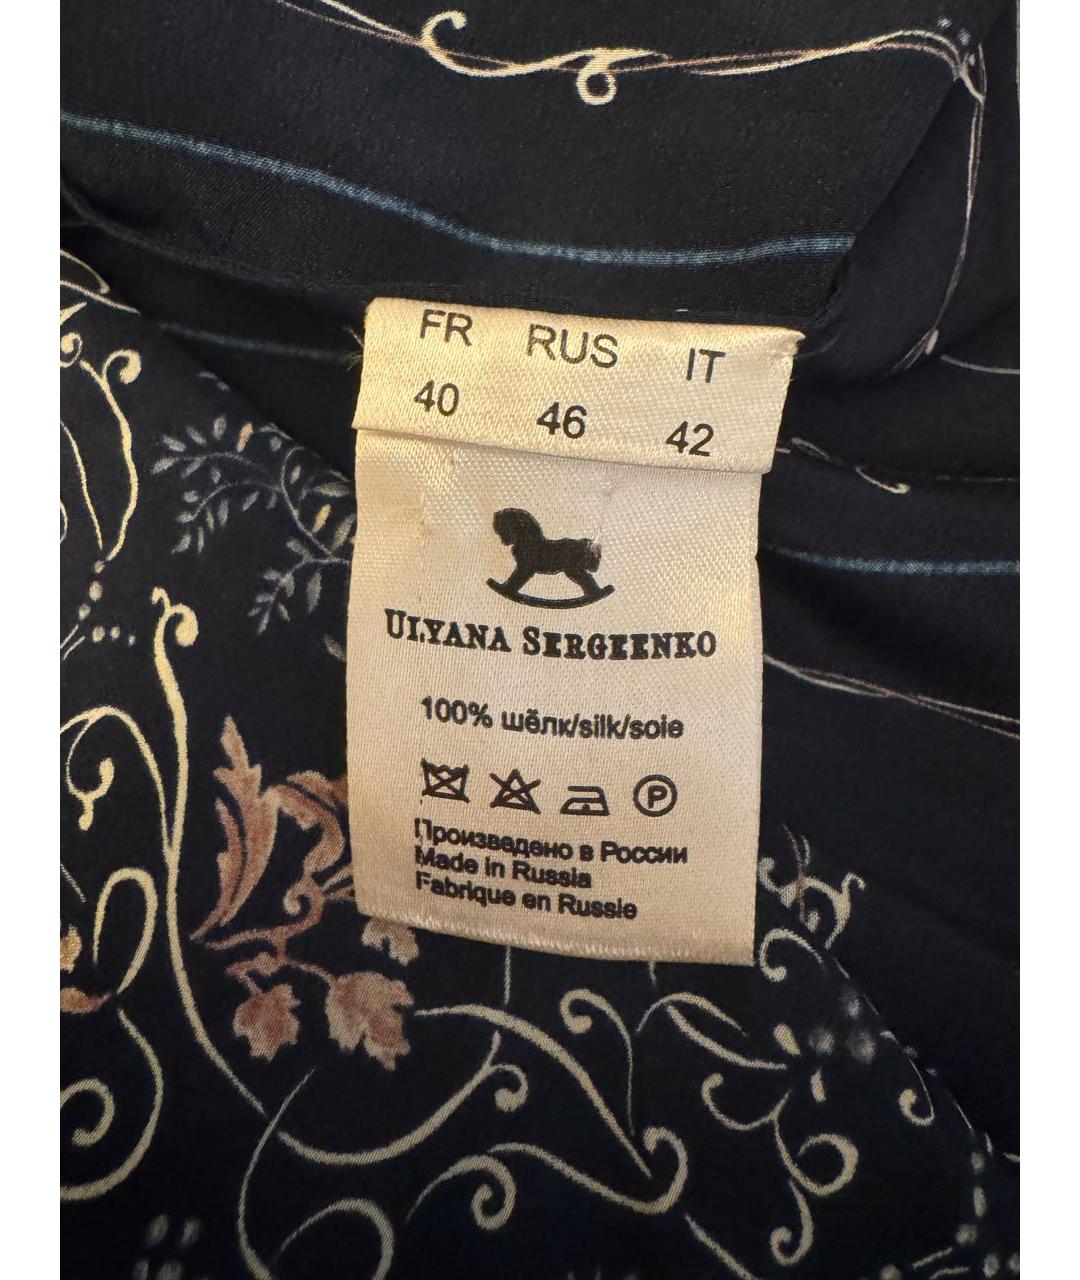 FR RUS IT
40 46 42
ULYANA SERGEENKO
100% шёлк/silk/soie
P
Произведено в России
Made in Russia
Fabrique en Russie